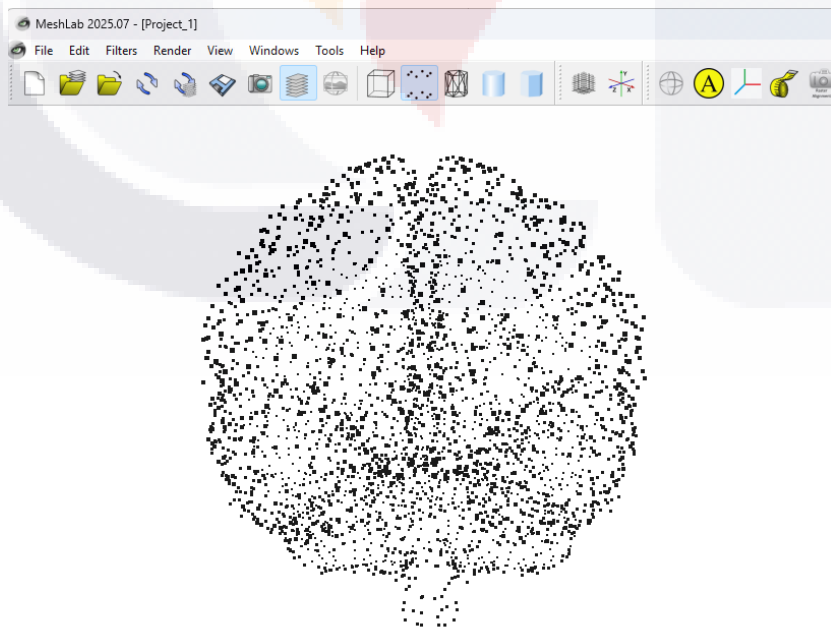 MeshLab 2025.07 - [Project_1]
File Edit Filters Render View Windows Tools Help
A